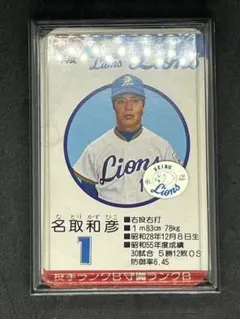 Lions
Lions
Lions
1
SEIBU
Lions
な とり かず ひこ
名取和彦
1
■右投右打
■1m83cm 78kg
■昭和28年12月8日生
■昭和55年度成績
30試合 5勝12敗0S
防御率6.45
投手ランクB
ランクB